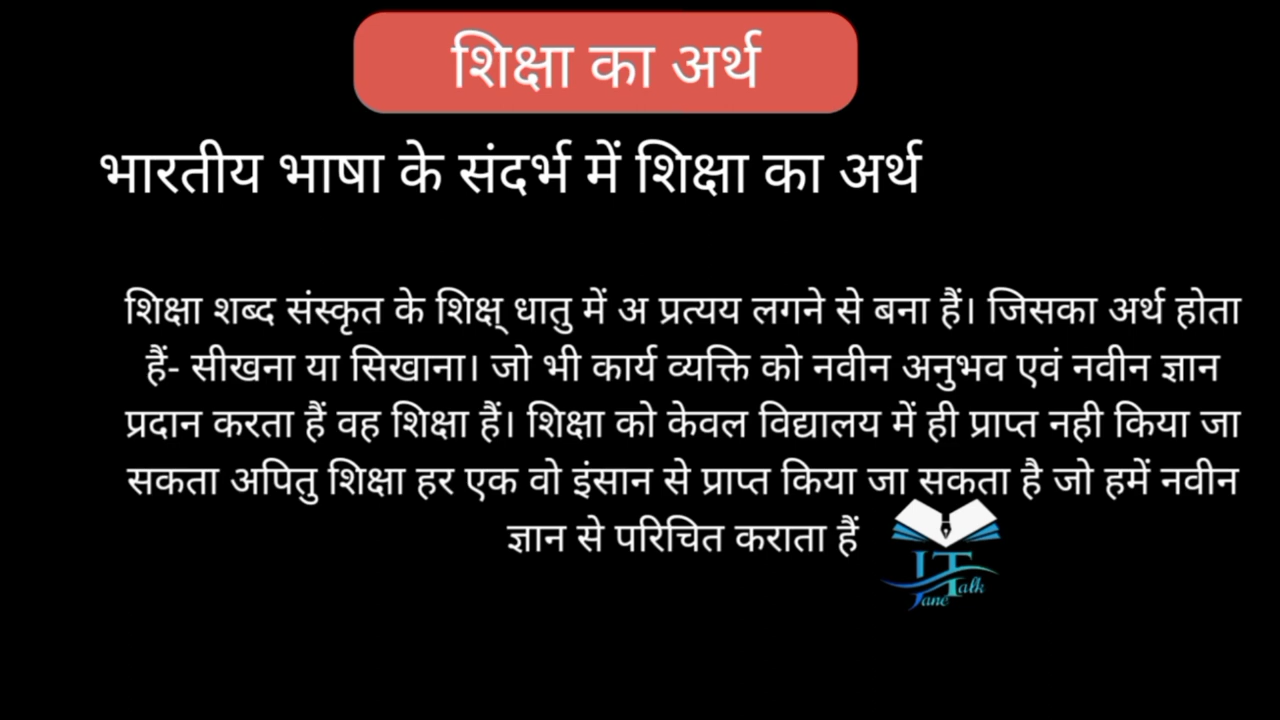 शिक्षा का अर्थ
भारतीय भाषा के संदर्भ में शिक्षा का अर्थ
शिक्षा शब्द संस्कृत के शिक्ष् धातु में अ प्रत्यय लगने से बना हैं। जिसका अर्थ होता
हैं- सीखना या सिखाना। जो भी कार्य व्यक्ति को नवीन अनुभव एवं नवीन ज्ञान
प्रदान करता हैं वह शिक्षा हैं। शिक्षा को केवल विद्यालय में ही प्राप्त नही किया जा
सकता अपितु शिक्षा हर एक वो इंसान से प्राप्त किया जा सकता है जो हमें नवीन
ज्ञान से परिचित कराता हैं
Jane Talk